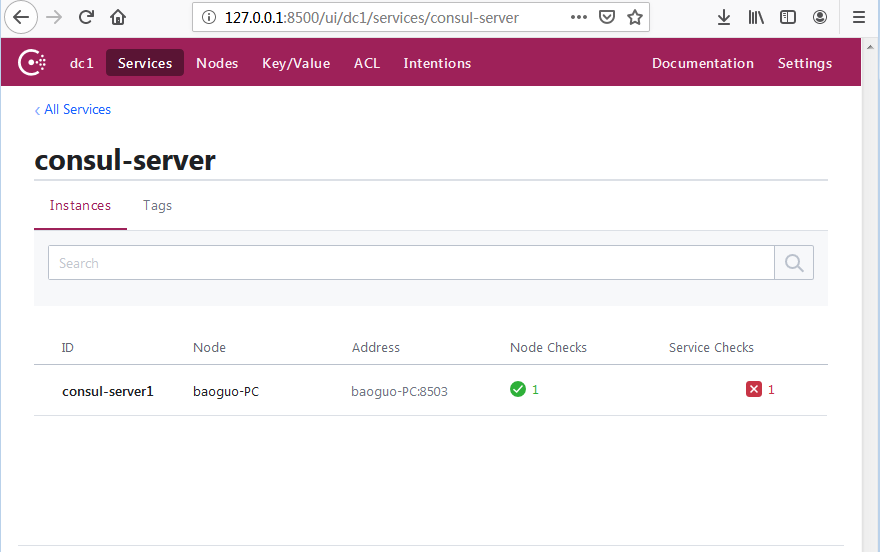 127.0.0.1:8500/ui/dc1/services/consul-server
dc1 Services Nodes Key/Value ACL Intentions Documentation Settings
‹ All Services
consul-server
Instances Tags
Search
ID Node Address Node Checks Service Checks
consul-server1 baoguo-PC baoguo-PC:8503 1 1